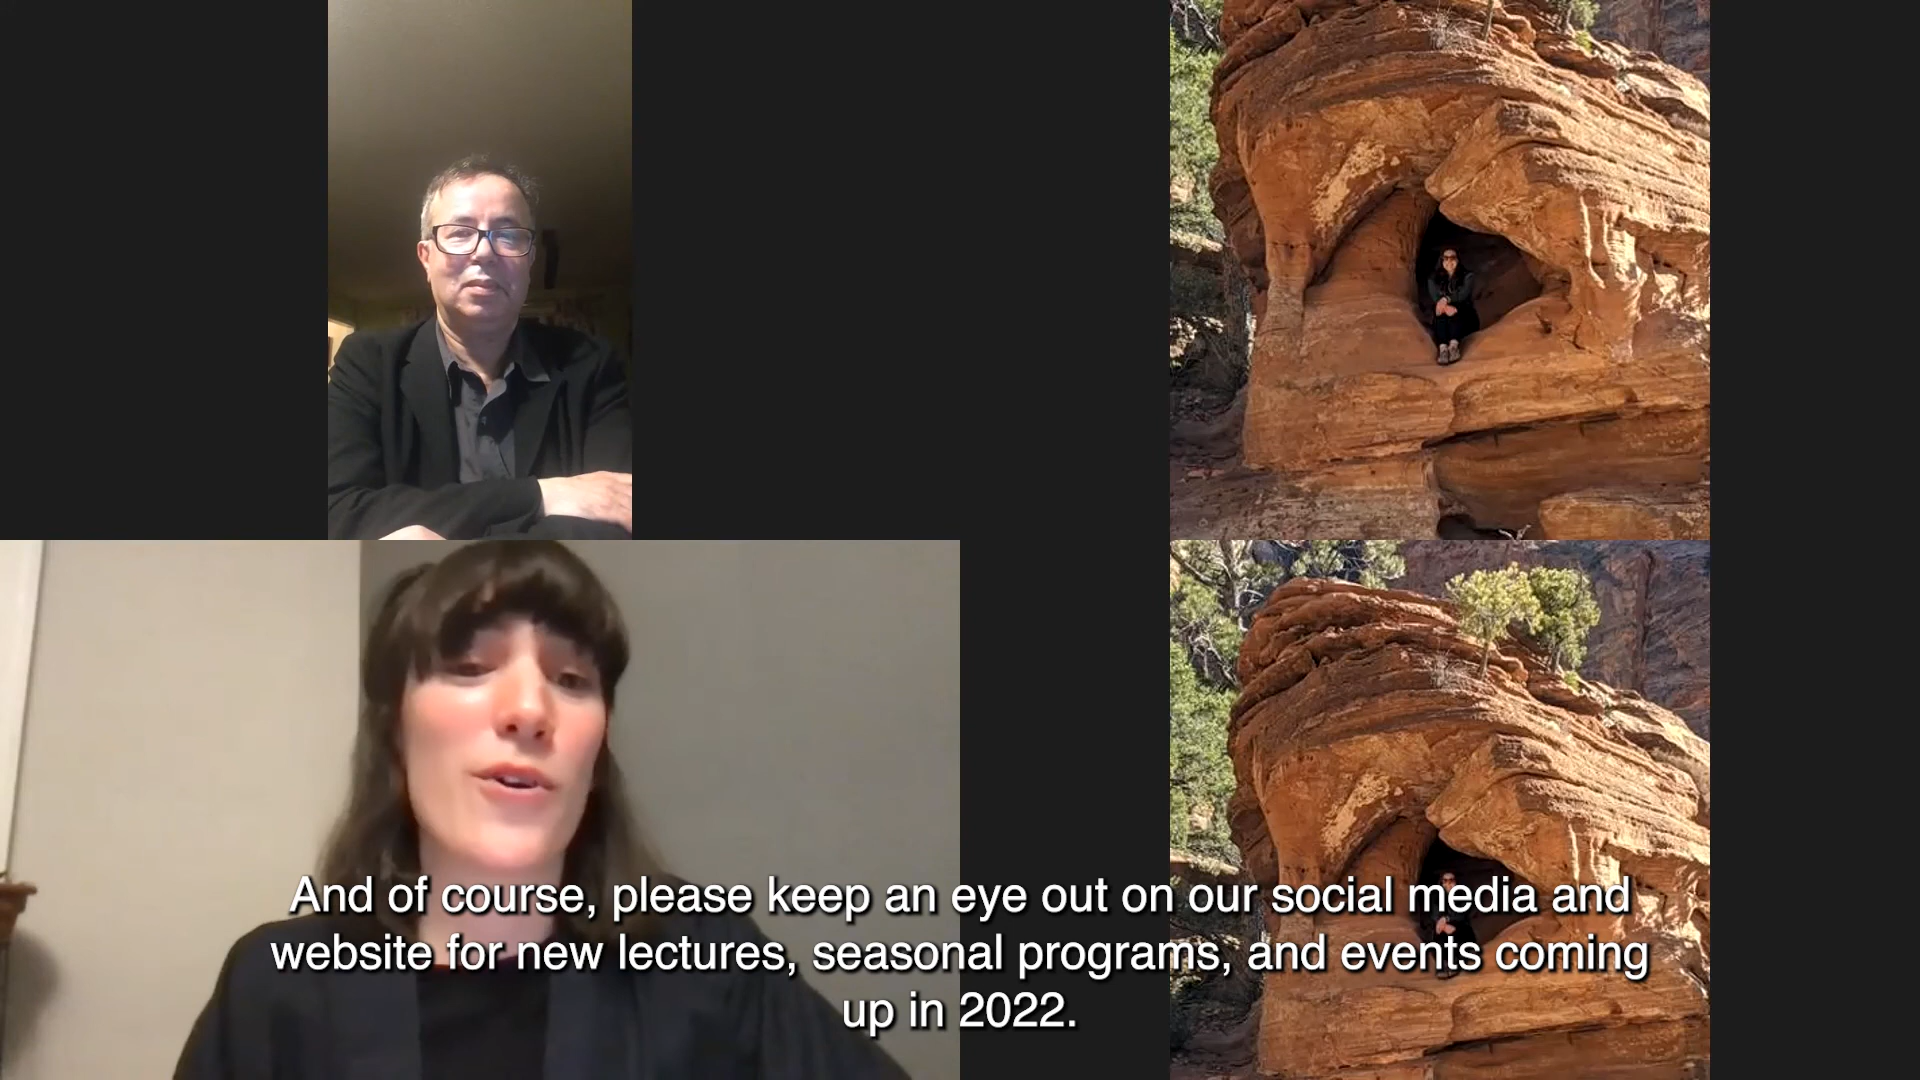 And of course, please keep an eye out on our social media and
website for new lectures, seasonal programs, and events coming
up in 2022.